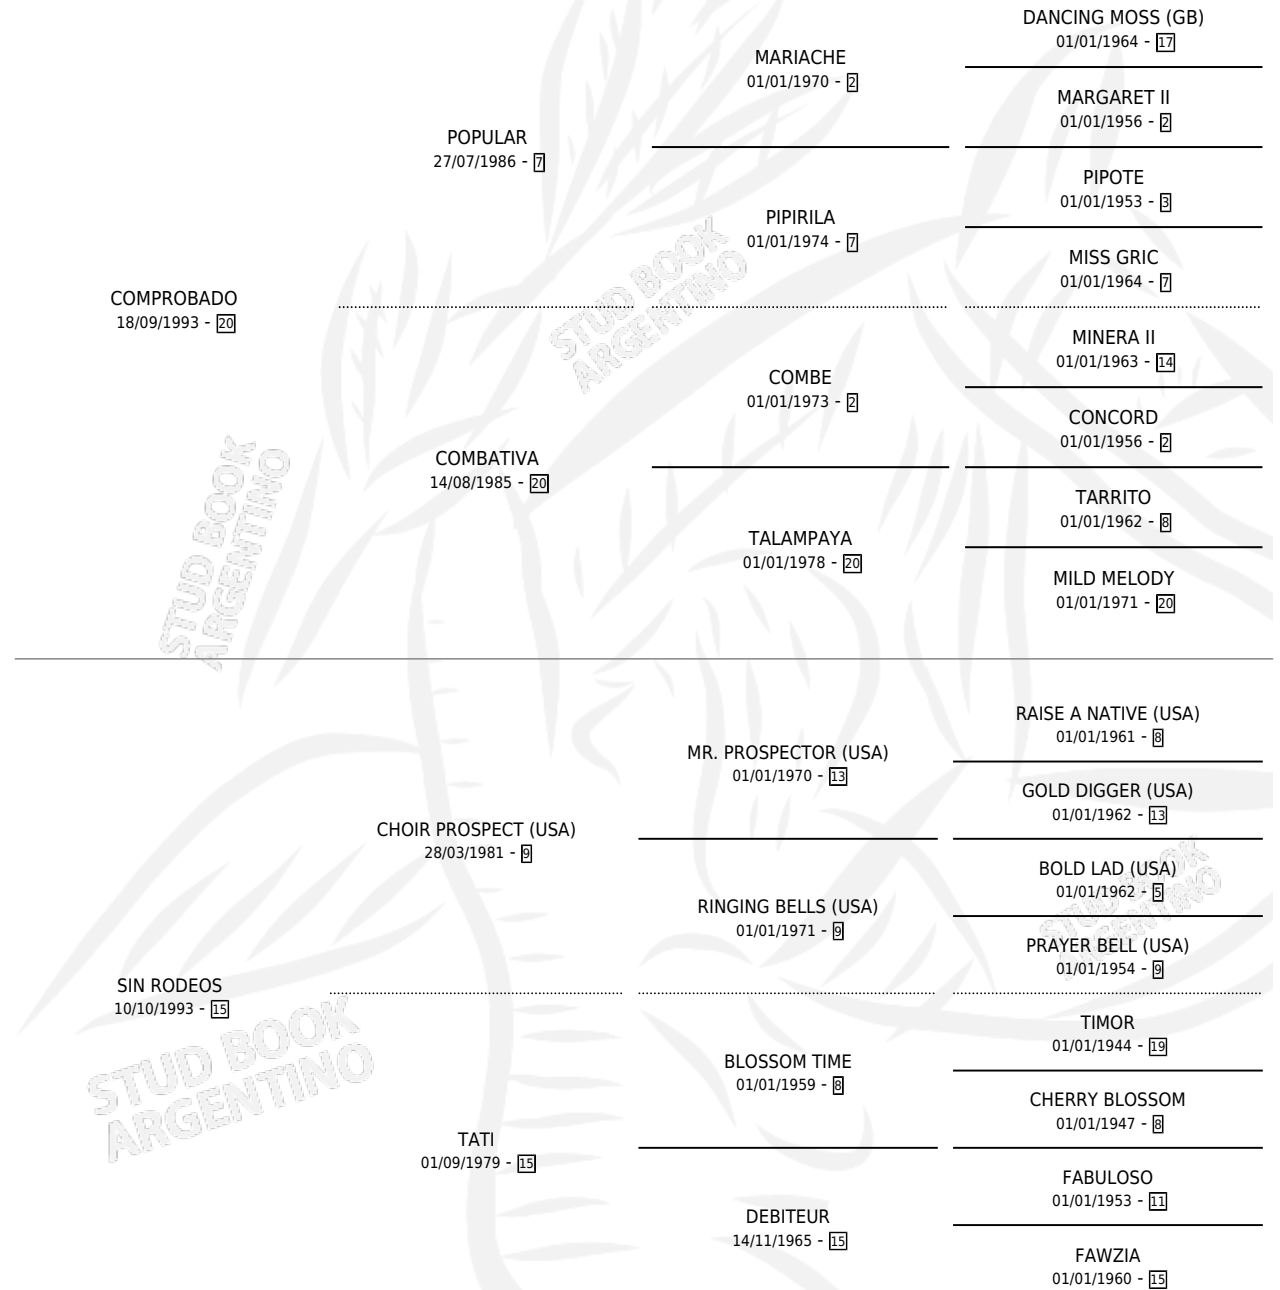 DANCING MOSS (GB)
01/01/1964 - 17
MARIACHE
01/01/1970 - 2
MARGARET II
01/01/1956 - 2
POPULAR
27/07/1986 - 7
PIPOTE
01/01/1953 - 3
PIPIRILA
01/01/1974 - 7
MISS GRIC
01/01/1964 - 7
COMPROBADO
18/09/1993 - 20
STUD BOOK
ARGENTINO
MINERA II
01/01/1963 - 14
COMBE
01/01/1973 - 2
CONCORD
01/01/1956 - 2
COMBATIVA
14/08/1985 - 20
TARRITO
01/01/1962 - 8
TALAMPAYA
01/01/1978 - 20
MILD MELODY
01/01/1971 - 20
STUD BOOK
ARGENTINO
RAISE A NATIVE (USA)
01/01/1961 - 8
MR. PROSPECTOR (USA)
01/01/1970 - 13
GOLD DIGGER (USA)
01/01/1962 - 13
CHOIR PROSPECT (USA)
28/03/1981 - 9
BOLD LAD (USA)
01/01/1962 - 5
RINGING BELLS (USA)
01/01/1971 - 9
STUD BOOK
ARGENTINO
PRAYER BELL (USA)
01/01/1954 - 9
SIN RODEOS
10/10/1993 - 15
STUD BOOK
ARGENTINO
TIMOR
01/01/1944 - 19
BLOSSOM TIME
01/01/1959 - 8
CHERRY BLOSSOM
01/01/1947 - 8
TATI
01/09/1979 - 15
FABULOSO
01/01/1953 - 11
DEBITEUR
14/11/1965 - 15
FAWZIA
01/01/1960 - 15